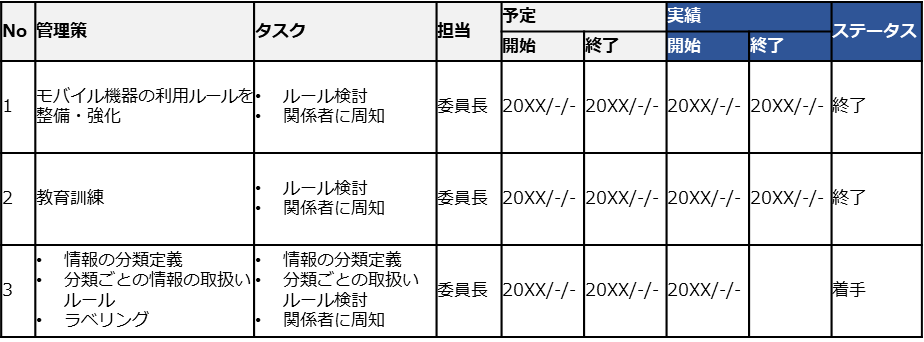 No 管理策 タスク 担当 予定 実績 ステータス
開始 終了 開始 終了
1 モバイル機器の利用ルールを整備・強化 • ルール検討 • 関係者に周知 委員長 20XX/-/- 20XX/-/- 20XX/-/- 20XX/-/- 終了
2 教育訓練 • ルール検討 • 関係者に周知 委員長 20XX/-/- 20XX/-/- 20XX/-/- 20XX/-/- 終了
3 • 情報の分類定義 • 分類ごとの情報の取扱いルール • ラベリング • 情報の分類定義 • 分類ごとの取扱いルール検討 • 関係者に周知 委員長 20XX/-/- 20XX/-/- 20XX/-/- 着手